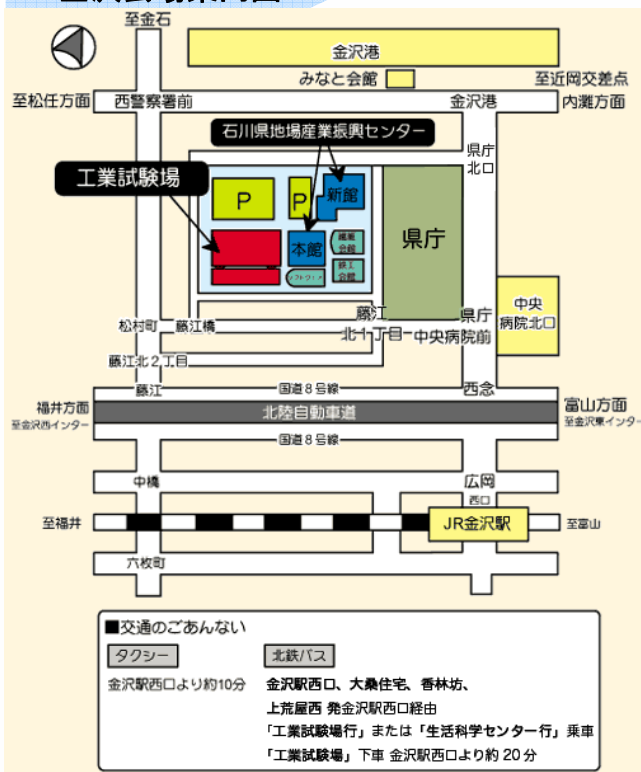 至金石
金沢港
みなと会館
至近岡交差点
至松任方面
西警察署前
金沢港
内灘方面
石川県地場産業振興センター
県庁
北口
工業試験場
P
P
新館
本館
繊維
会館
鉄工
会館
県庁
中央
病院北口
藤江
北1丁目
県庁
中央病院前
松村町
藤江橋
藤江北2丁目
藤江
国道8号線
西念
福井方面
至金沢西インター
北陸自動車道
富山方面
至金沢東インター
国道8号線
中橋
広岡
西口
至福井
JR金沢駅
至富山
六枚町
■交通のごあんない
タクシー
北鉄バス
金沢駅西口より約10分
金沢駅西口、大桑住宅、香林坊、
上荒屋西 発金沢駅西口経由
「工業試験場行」または「生活科学センター行」乗車
「工業試験場」下車 金沢駅西口より約 20 分